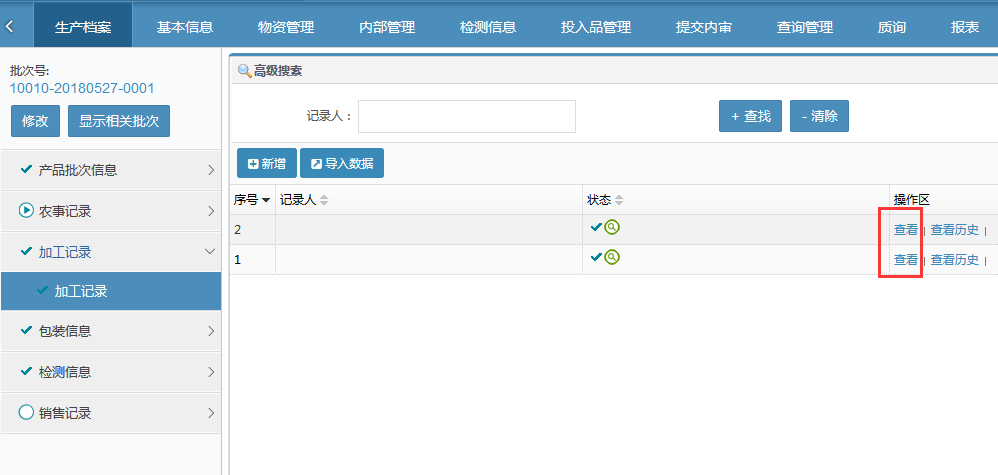 生产档案 基本信息 物资管理 内部管理 检测信息 投入品管理 提交内审 查询管理 质询 报表
批次号:
10010-20180527-0001
修改 显示相关批次
产品批次信息
农事记录
加工记录
加工记录
包装信息
检测信息
销售记录
高级搜索
记录人：
+ 查找 - 清除
新增 导入数据
序号 记录人 状态 操作区
2 查看 | 查看历史 |
1 查看 | 查看历史 |